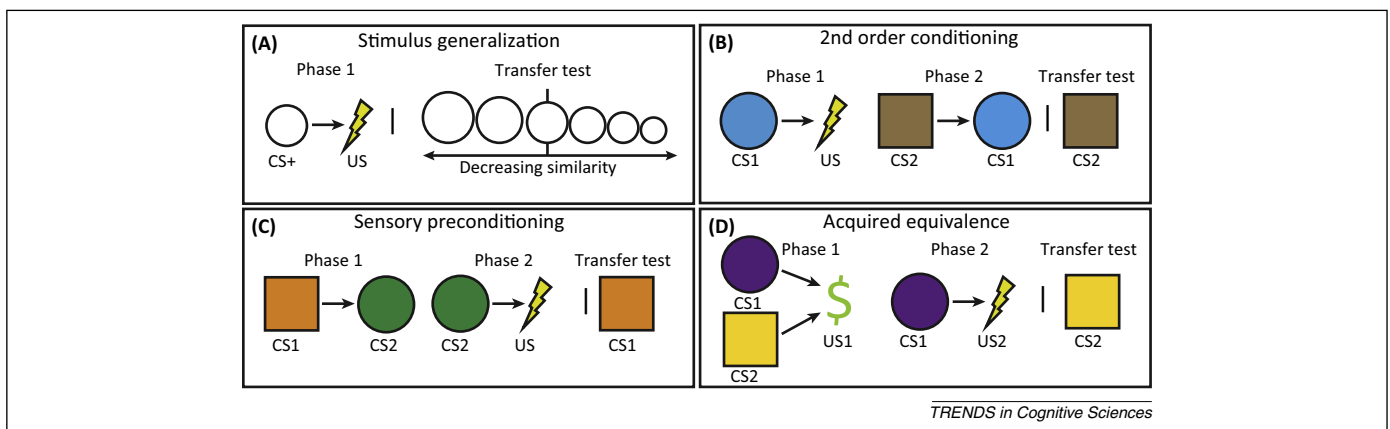 (A) Stimulus generalization
Phase 1 Transfer test
CS+ US
Decreasing similarity
(B) 2nd order conditioning
Phase 1 Phase 2 Transfer test
CS1 US CS2 CS1 CS2
(C) Sensory preconditioning
Phase 1 Phase 2 Transfer test
CS1 CS2 CS2 US CS1
(D) Acquired equivalence
Phase 1 Phase 2 Transfer test
$
CS1
US1 CS1 US2 CS2
CS2
TRENDS in Cognitive Sciences